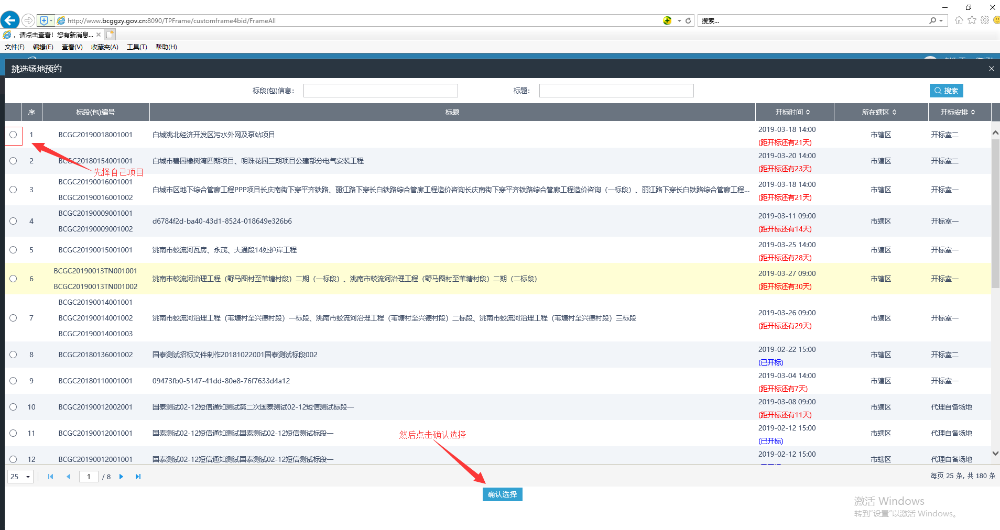 http://www.bcggzy.gov.cn:8090/TPFrame/customframe4bid/FrameAll
搜索...
，请点击查看！您有新消息...
文件(F) 编辑(E) 查看(V) 收藏夹(A) 工具(T) 帮助(H)
挑选场地预约
标段(包)信息： 标题： 搜索
序 标段(包)编号 标题 开标时间 所在辖区 开标安排
1 BCGC20190018001001 白城洮北经济开发区污水外网及泵站项目 2019-03-18 14:00 市辖区 开标室二
(距开标还有21天)
2 BCGC20180154001001 白城市碧园橡树湾四期项目、明珠花园三期项目公建部分电气安装工程 2019-03-20 14:00 市辖区 开标室二
(距开标还有23天)
先择自己项目
3 BCGC20190016001001 白城市区地下综合管廊工程PPP项目长庆南街下穿平齐铁路、丽江路下穿长白铁路综合管廊工程造价咨询长庆南街下穿平齐铁路综合管廊工程造价咨询（一标段）、丽江路下穿长白铁路综合管廊工程... 2019-03-18 14:00 市辖区 开标室一
BCGC20190016001002 (距开标还有21天)
4 BCGC20190009001001 d6784f2d-ba40-43d1-8524-018649e326b6 2019-03-11 09:00 市辖区 开标室一
BCGC20190009001002 (距开标还有14天)
5 BCGC20190015001001 洮南市蛟流河瓦房、永茂、大通段14处护岸工程 2019-03-25 14:00 市辖区 开标室一
(距开标还有28天)
6 BCGC20190013TN001001 洮南市蛟流河治理工程（野马图村至苇塘村段）二期（一标段）、洮南市蛟流河治理工程（野马图村至苇塘村段）二期（二标段） 2019-03-27 09:00 市辖区 开标室一
BCGC20190013TN001002 (距开标还有30天)
BCGC20190014001001
7 BCGC20190014001002 洮南市蛟流河治理工程（苇塘村至兴德村段）一标段、洮南市蛟流河治理工程（苇塘村至兴德村段）二标段、洮南市蛟流河治理工程（苇塘村至兴德村段）三标段 2019-03-26 09:00 市辖区 开标室一
BCGC20190014001003 (距开标还有29天)
8 BCGC20180136001002 国泰测试招标文件制作20181022001国泰测试标段002 2019-02-22 15:00 市辖区 开标室二
(已开标)
9 BCGC20180110001001 09473fb0-5147-41dd-80e8-76f7633d4a12 2019-03-04 14:00 市辖区 开标室一
(距开标还有7天)
10 BCGC20190012002001 国泰测试02-12短信通知测试第二次国泰测试02-12短信测试标段一 2019-03-08 09:00 市辖区 代理自备场地
(距开标还有11天)
11 BCGC20190012001001 国泰测试02-12短信通知测试国泰测试02-12短信测试标段一 2019-02-12 15:00 市辖区 代理自备场地
(已开标)
然后点击确认选择
12 BCGC20190012001001 国泰测试02-12短信通知测试国泰测试02-12短信测试标段一 2019-02-12 15:00 市辖区 代理自备场地
25 1 / 8 每页 25 条, 共 180 条
确认选择
激活 Windows
转到“设置”以激活 Windows。